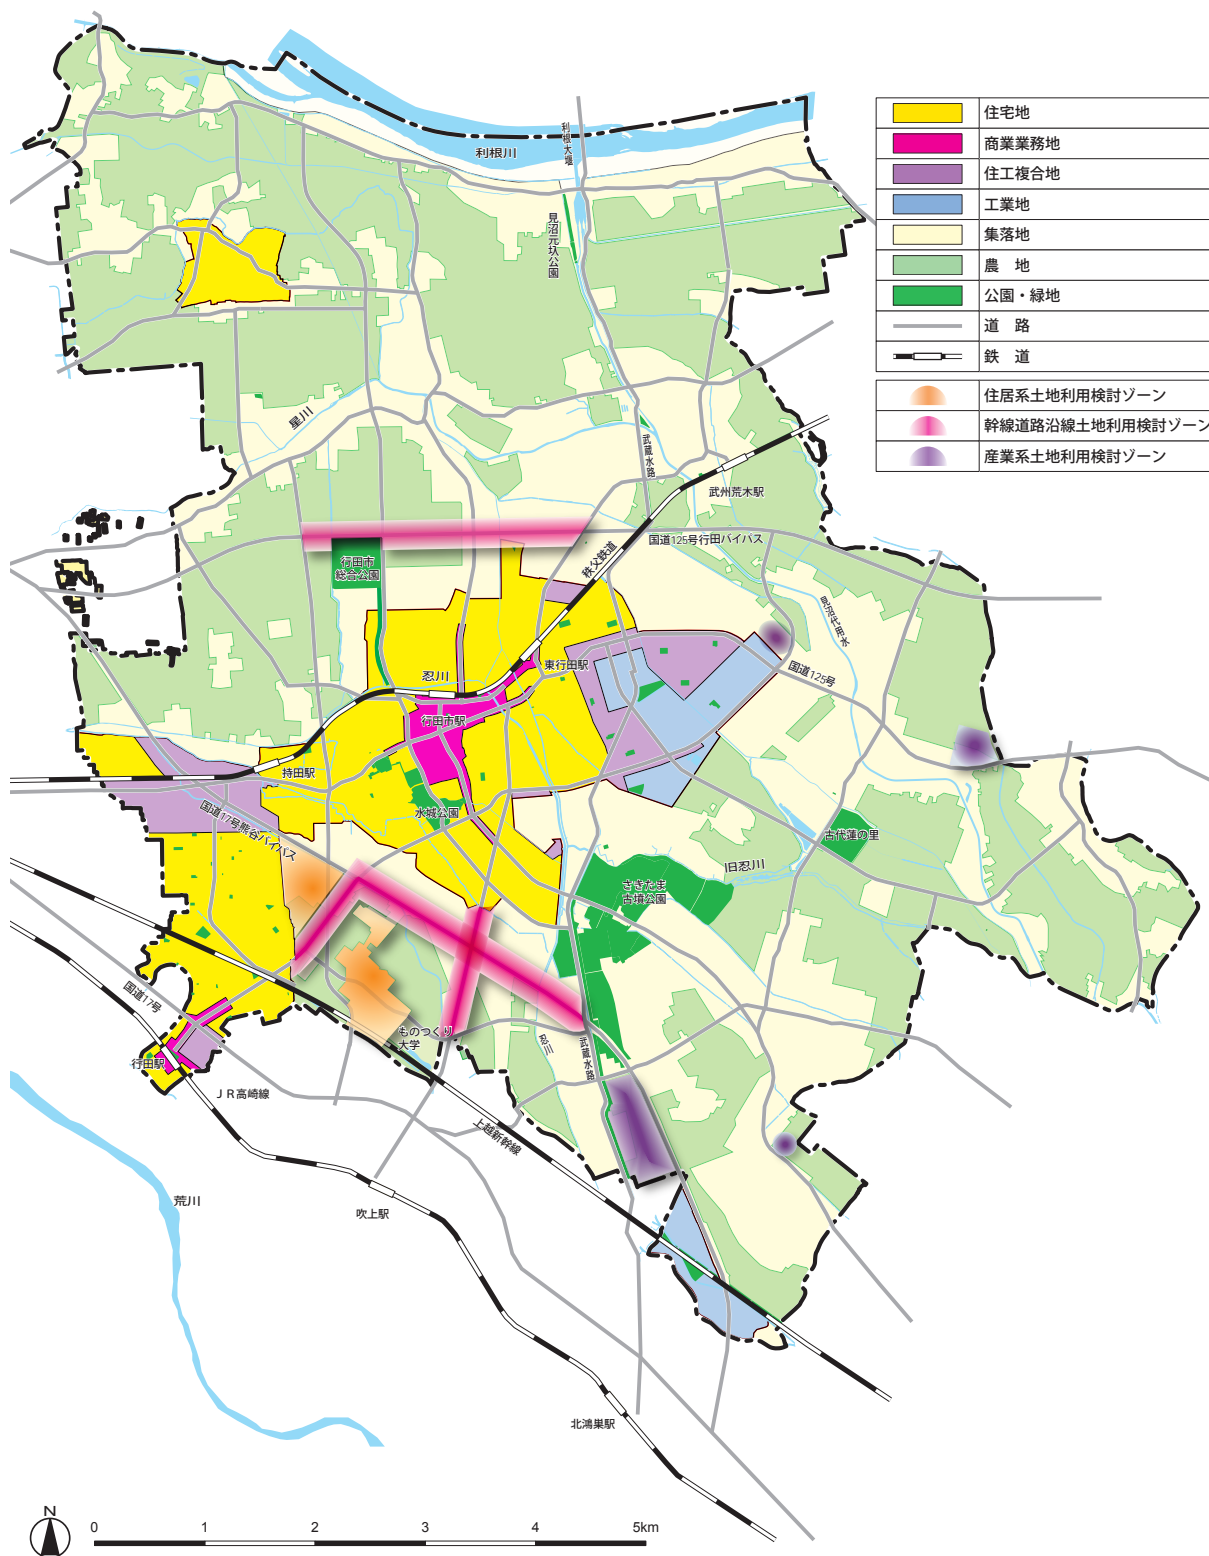 住宅地
商業業務地
住工複合地
工業地
集落地
農　地
公園・緑地
道　路
鉄　道
住居系土地利用検討ゾーン
幹線道路沿線土地利用検討ゾーン
産業系土地利用検討ゾーン
利根大堰
利根川
見沼元圦公園
星川
武蔵水路
武州荒木駅
国道125号行田バイパス
秩父鉄道
行田市
総合公園
見沼代用水
東行田駅
国道125号
忍川
行田市駅
持田駅
水城公園
国道17号熊谷バイパス
古代蓮の里
旧忍川
さきたま
古墳公園
国道17号
ものつくり
大学
忍川
武蔵水路
行田駅
ＪＲ高崎線
上越新幹線
荒川
吹上駅
北鴻巣駅
N
0 1 2 3 4 5km